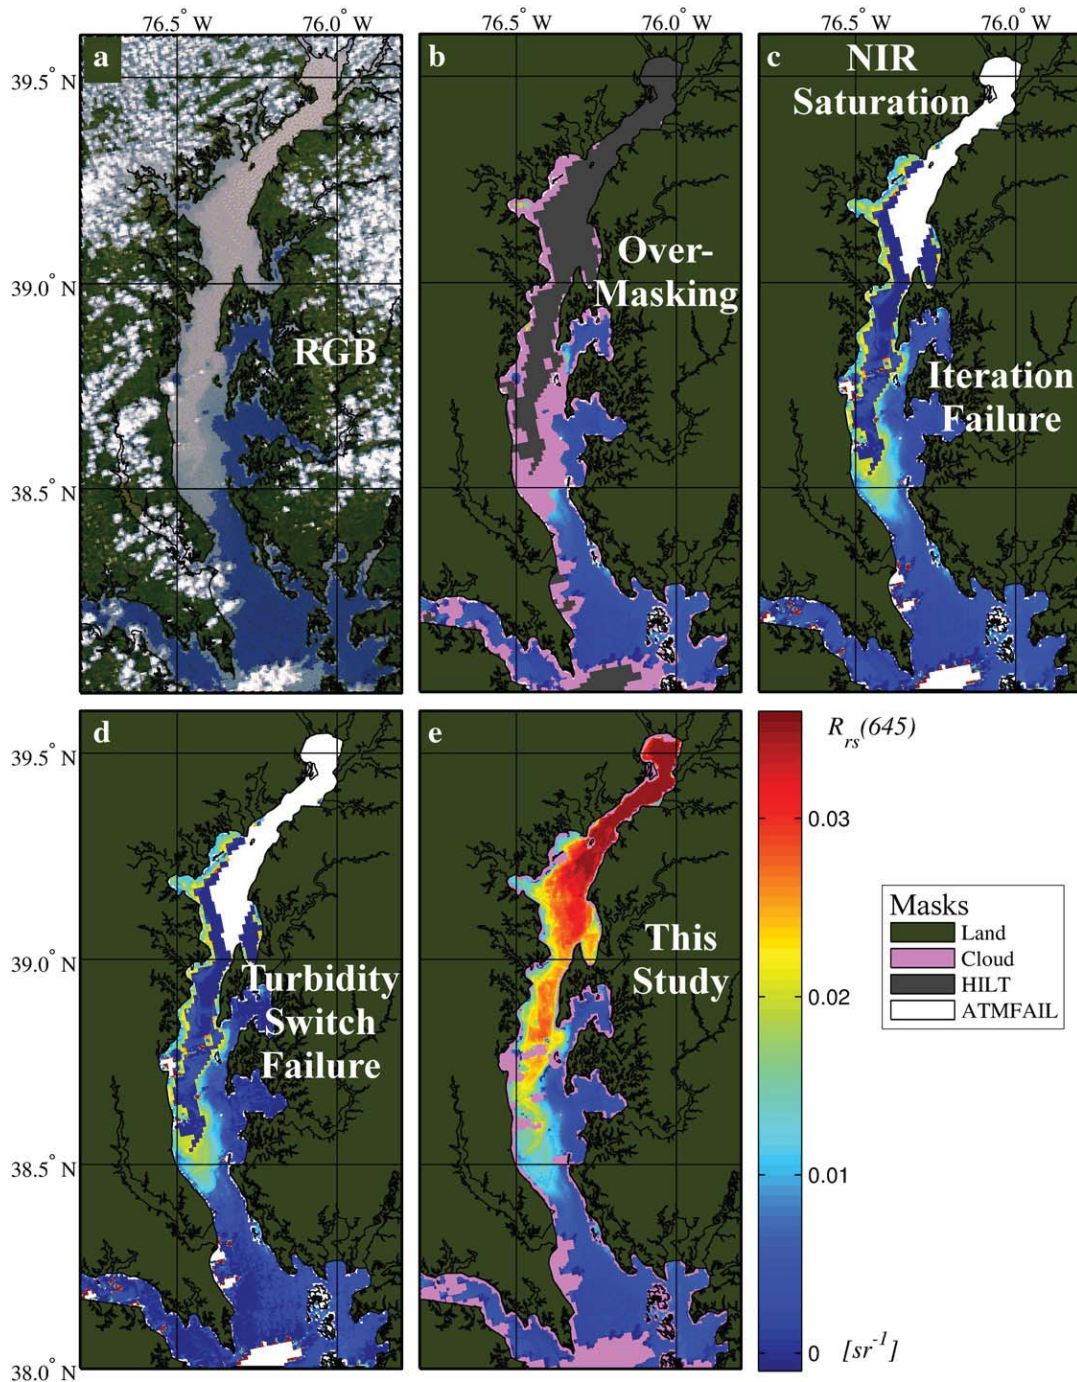 76.5° W
76.0° W
76.5° W
76.0° W
76.5° W
76.0° W
a
b
c
39.5° N
39.0° N
38.5° N
RGB
Over-
Masking
NIR
Saturation
Iteration
Failure
d
e
39.5° N
39.0° N
38.5° N
38.0° N
Turbidity
Switch
Failure
This
Study
Rrs(645)
0.03
0.02
0.01
0
[sr⁻¹]
Masks
Land
Cloud
HILT
ATMFAIL